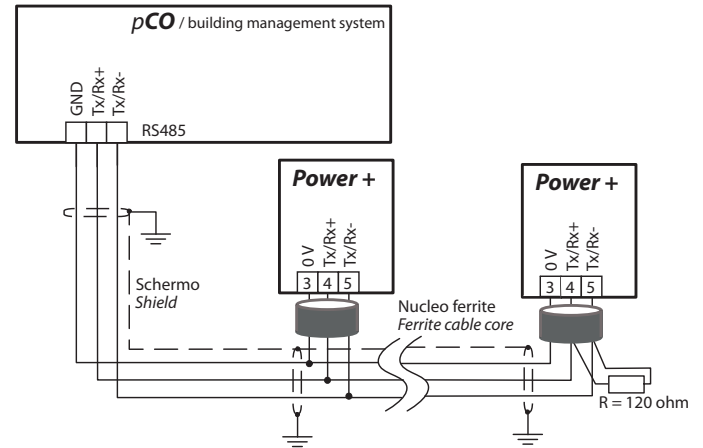 pCO / building management system
GND
Tx/Rx+
Tx/Rx-
RS485
Power +
0 V
Tx/Rx+
Tx/Rx-
3 4 5
Power +
0 V
Tx/Rx+
Tx/Rx-
3 4 5
Schermo
Shield
Nucleo ferrite
Ferrite cable core
R = 120 ohm